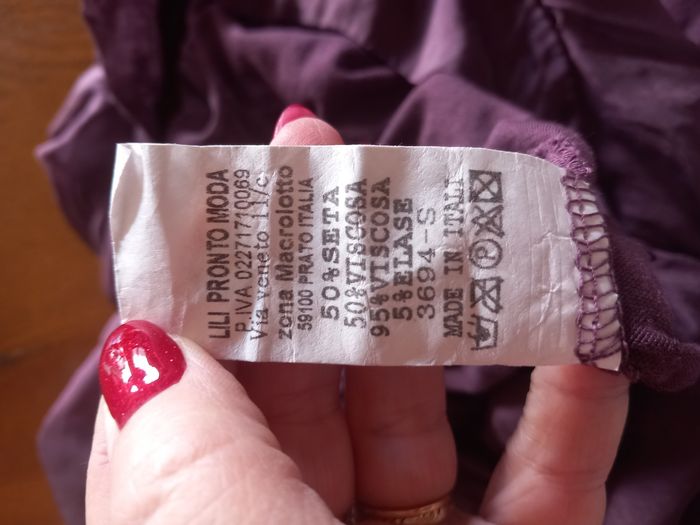 LILI PRONTO MODA
P.IVA 02271710069
Via Veneto 11/c
zona Macrolotto
59100 PRATO ITALIA
50%SETA
50%VISCOSA
95%VISCOSA
5%ELASE
3694-S
MADE IN ITALY